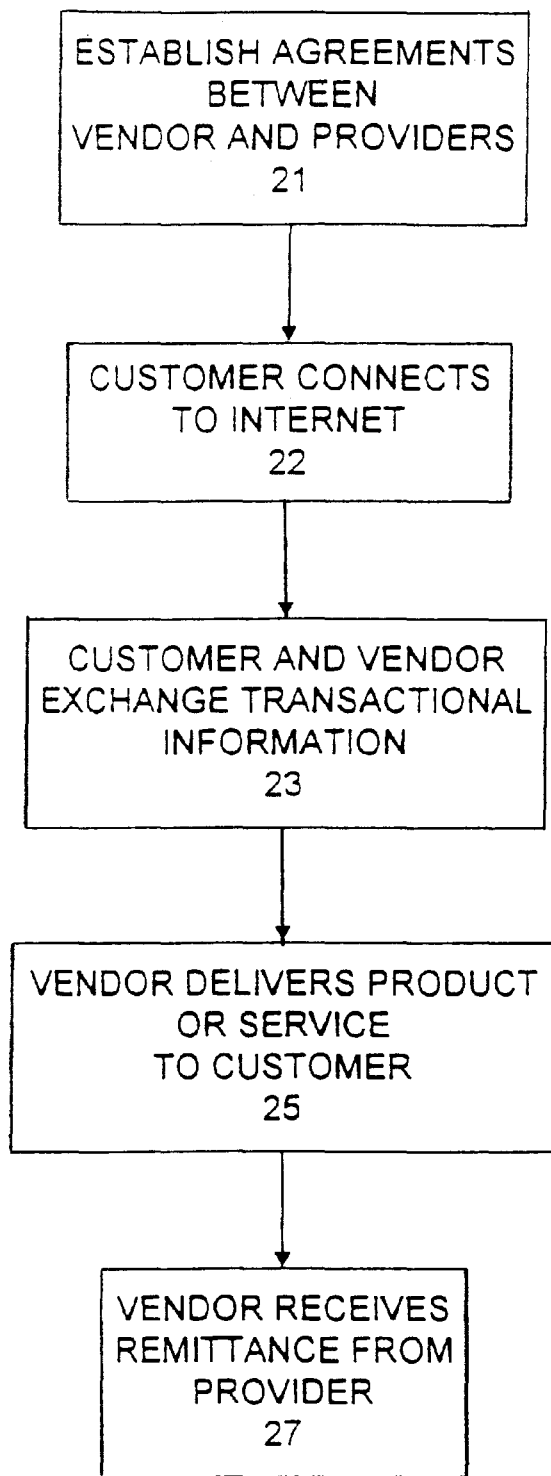 ESTABLISH AGREEMENTS
BETWEEN
VENDOR AND PROVIDERS
21
CUSTOMER CONNECTS
TO INTERNET
22
CUSTOMER AND VENDOR
EXCHANGE TRANSACTIONAL
INFORMATION
23
VENDOR DELIVERS PRODUCT
OR SERVICE
TO CUSTOMER
25
VENDOR RECEIVES
REMITTANCE FROM
PROVIDER
27